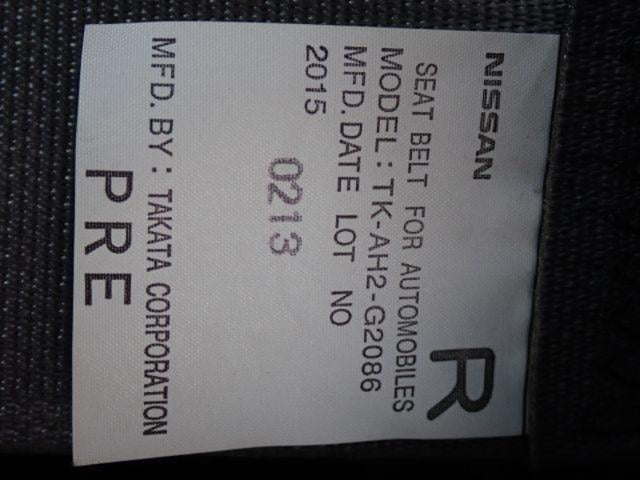 NISSAN
R
SEAT BELT FOR AUTOMOBILES
MODEL: TK-AH2-G2086
MFD. DATE LOT NO
2015
0213
MFD. BY: TAKATA CORPORATION
PRE